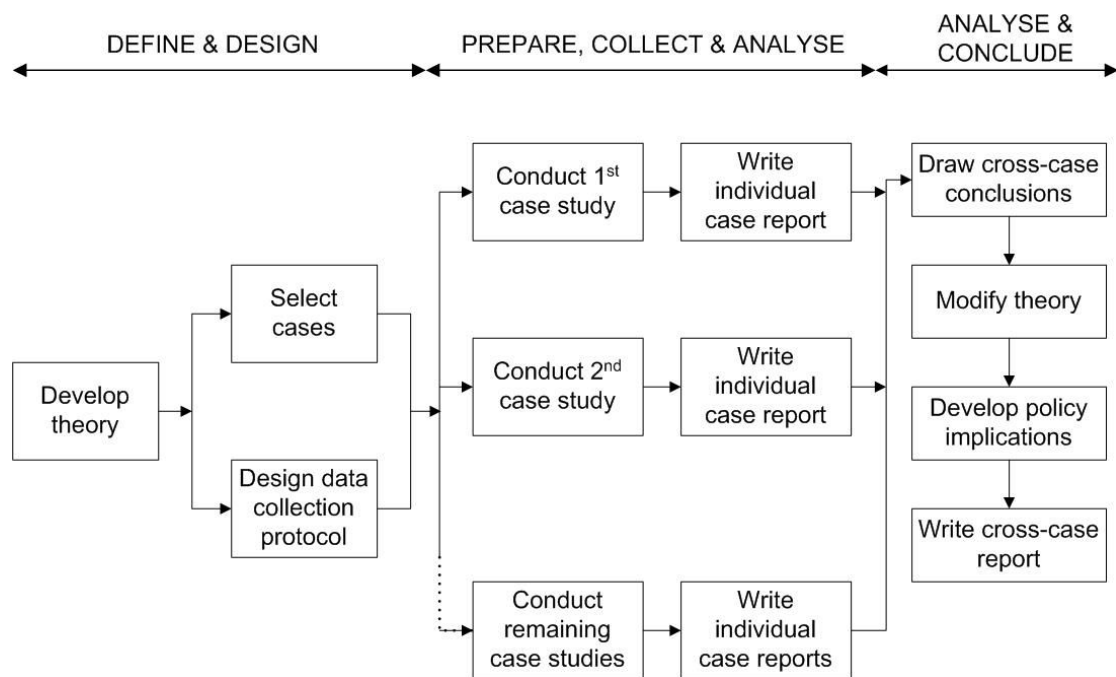 DEFINE & DESIGN
PREPARE, COLLECT & ANALYSE
ANALYSE &
CONCLUDE
Develop
theory
Select
cases
Design data
collection
protocol
Conduct 1st
case study
Write
individual
case report
Conduct 2nd
case study
Write
individual
case report
Conduct
remaining
case studies
Write
individual
case reports
Draw cross-case
conclusions
Modify theory
Develop policy
implications
Write cross-case
report